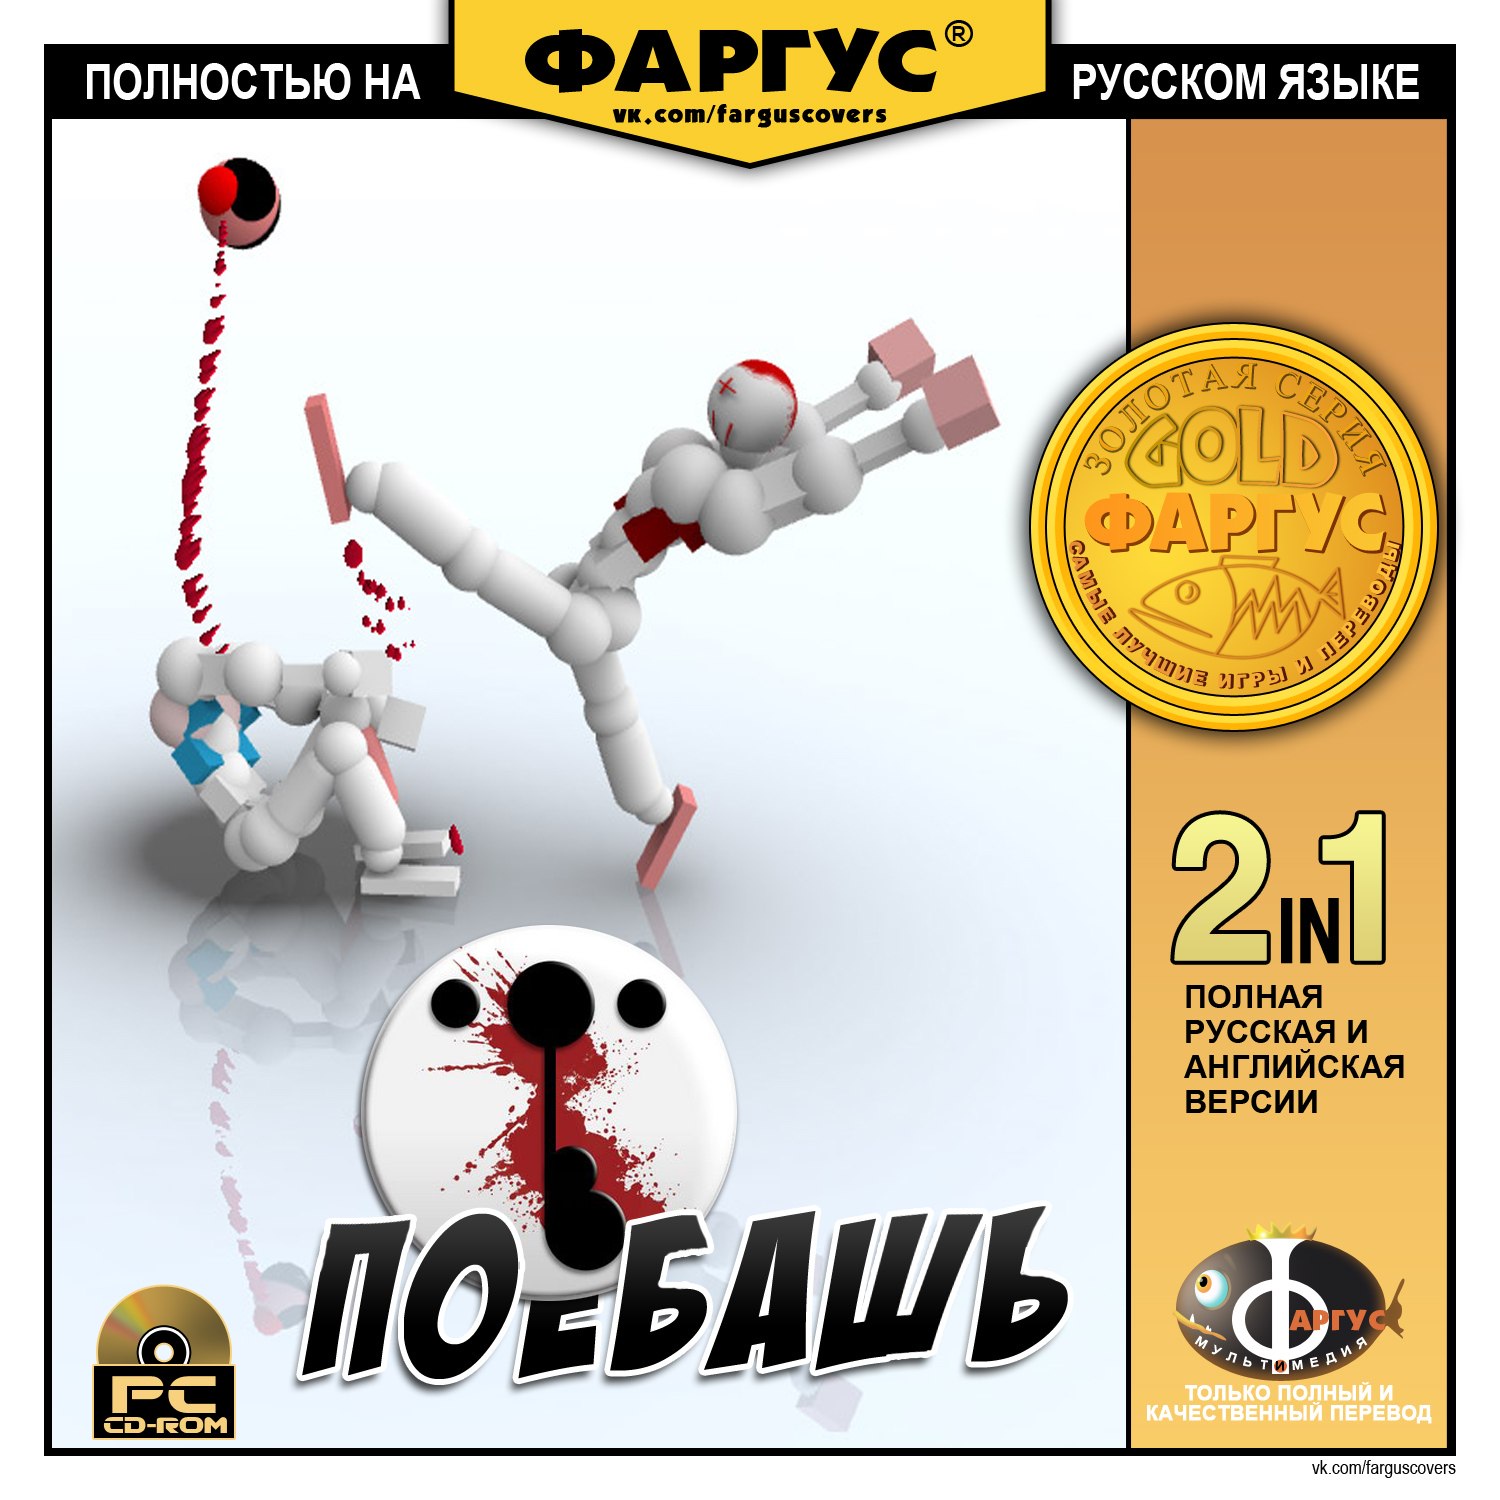 ФАРГУС®
vk.com/farguscovers
ПОЛНОСТЬЮ НА РУССКОМ ЯЗЫКЕ
ЗОЛОТАЯ СЕРИЯ
GOLD
ФАРГУС
САМЫЕ ЛУЧШИЕ ИГРЫ И ПЕРЕВОДЫ
2IN1
ПОЛНАЯ
РУССКАЯ И
АНГЛИЙСКАЯ
ВЕРСИИ
ПОЕБАШЬ
PC
CD-ROM
ФАРГУС
МУЛЬТИМЕДИЯ
ТОЛЬКО ПОЛНЫЙ И
КАЧЕСТВЕННЫЙ ПЕРЕВОД
vk.com/farguscovers